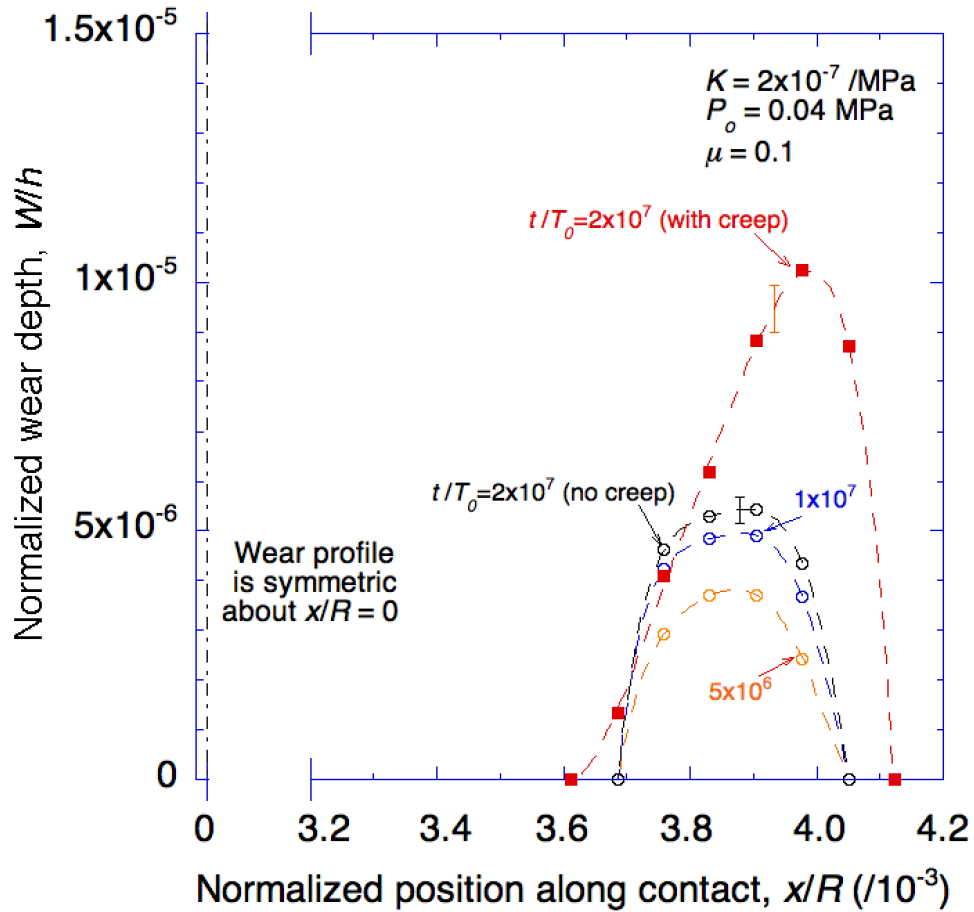 1.5x10⁻⁵
K = 2x10⁻⁷ /MPa
Pₒ = 0.04 MPa
μ = 0.1
t/T₀=2x10⁷ (with creep)
1x10⁻⁵
Normalized wear depth, W/h
t/T₀=2x10⁷ (no creep)
1x10⁷
5x10⁻⁶
Wear profile
is symmetric
about x/R = 0
5x10⁶
0
0 3.2 3.4 3.6 3.8 4.0 4.2
Normalized position along contact, x/R (/10⁻³)